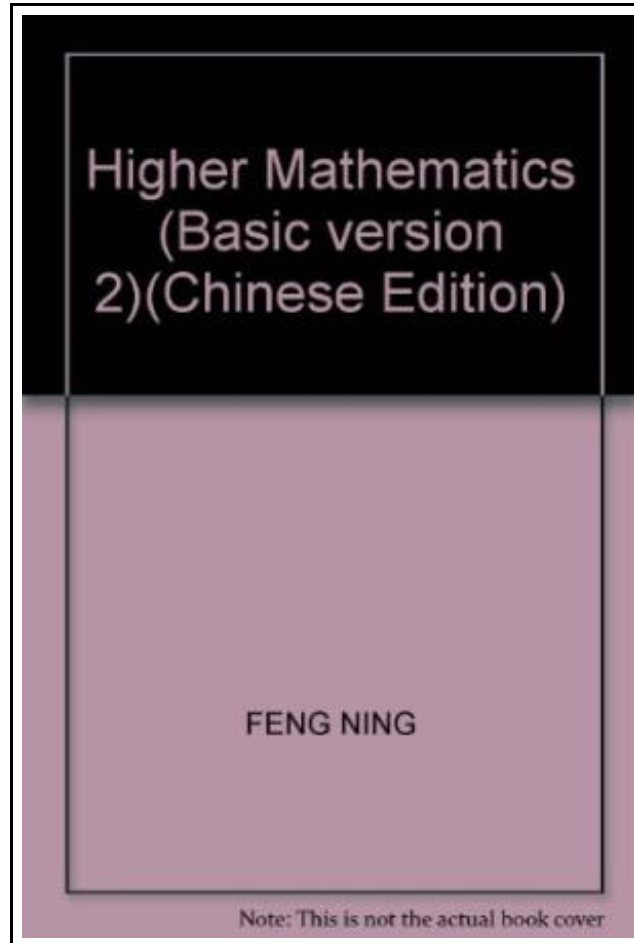 Higher Mathematics
(Basic version
2)(Chinese Edition)
FENG NING
Note: This is not the actual book cover